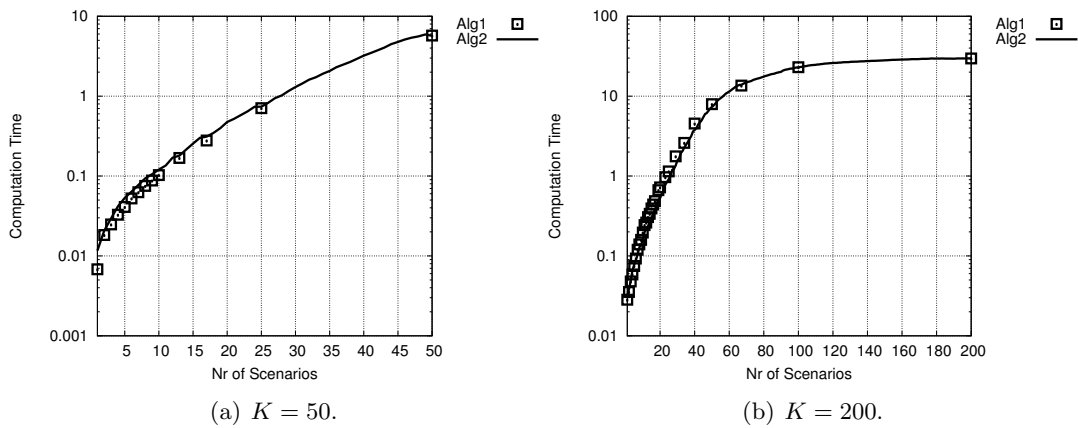 10
1
0.1
0.01
0.001
Computation Time
5 10 15 20 25 30 35 40 45 50
Nr of Scenarios
Alg1
Alg2
(a) K = 50.
100
10
1
0.1
0.01
Computation Time
20 40 60 80 100 120 140 160 180 200
Nr of Scenarios
Alg1
Alg2
(b) K = 200.